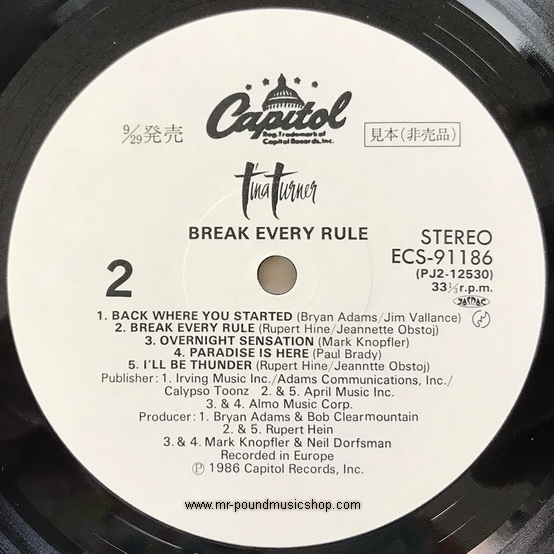 Capitol
Reg. Trademark of
Capitol Records, Inc.
9/29発売
見本(非売品)
Tina Turner
BREAK EVERY RULE
2
STEREO
ECS-91186
(PJ2-12530)
33⅓ r.p.m.
JASRAC
1. BACK WHERE YOU STARTED (Bryan Adams/Jim Vallance)
2. BREAK EVERY RULE (Rupert Hine/Jeannette Obstoj)
3. OVERNIGHT SENSATION (Mark Knopfler)
4. PARADISE IS HERE (Paul Brady)
5. I'LL BE THUNDER (Rupert Hine/Jeanntte Obstoj)
Publisher: 1. Irving Music Inc./Adams Communications, Inc./
Calypso Toonz 2. & 5. April Music Inc.
3. & 4. Almo Music Corp.
Producer: 1. Bryan Adams & Bob Clearmountain
2. & 5. Rupert Hein
3. & 4. Mark Knopfler & Neil Dorfsman
Recorded in Europe
Ⓟ 1986 Capitol Records, Inc.
www.mr-poundmusicshop.com